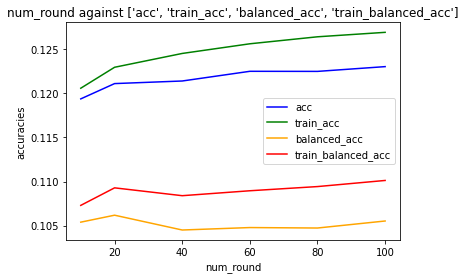 num_round against ['acc', 'train_acc', 'balanced_acc', 'train_balanced_acc']
0.125
0.120
0.115
0.110
0.105
accuracies
acc
train_acc
balanced_acc
train_balanced_acc
20 40 60 80 100
num_round